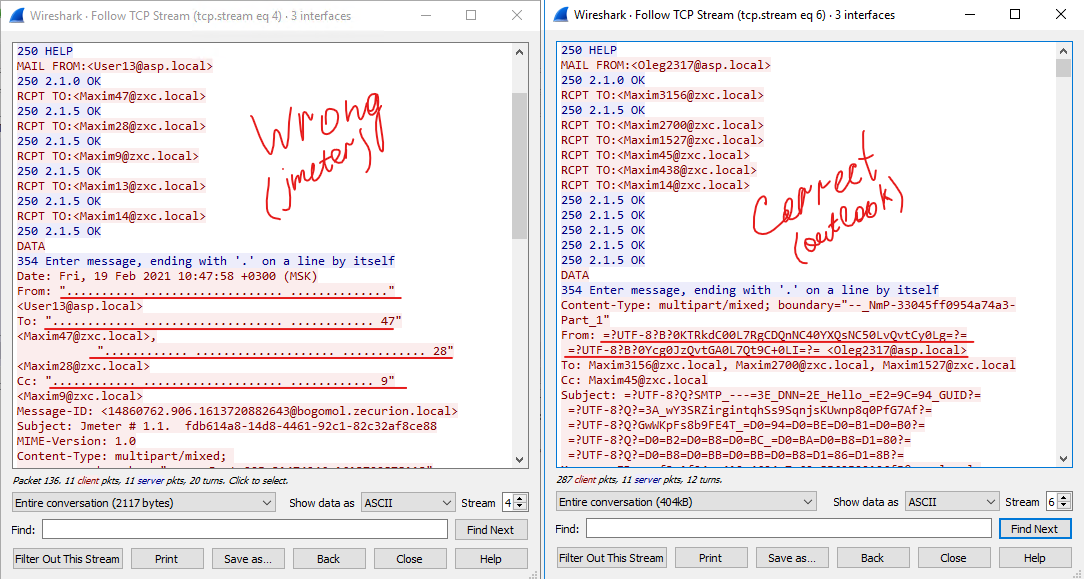 Wireshark · Follow TCP Stream (tcp.stream eq 4) · 3 interfaces
250 HELP
MAIL FROM:<User13@asp.local>
250 2.1.0 OK
RCPT TO:<Maxim47@zxc.local>
250 2.1.5 OK
RCPT TO:<Maxim28@zxc.local>
250 2.1.5 OK
RCPT TO:<Maxim9@zxc.local>
250 2.1.5 OK
RCPT TO:<Maxim13@zxc.local>
250 2.1.5 OK
RCPT TO:<Maxim14@zxc.local>
250 2.1.5 OK
DATA
354 Enter message, ending with '.' on a line by itself
Date: Fri, 19 Feb 2021 10:47:58 +0300 (MSK)
From: ".......... .................... .............."
<User13@asp.local>
To: "............ .................... ............ 47"
<Maxim47@zxc.local>,
"............ .................... ............ 28"
<Maxim28@zxc.local>
Cc: "............ .................... ............ 9"
<Maxim9@zxc.local>
Message-ID: <14860762.906.1613720882643@bogomol.zecurion.local>
Subject: Jmeter # 1.1.  fdb614a8-14d8-4461-92c1-82c32af8ce88
MIME-Version: 1.0
Content-Type: multipart/mixed;
Wrong
(jmeter)
Packet 136. 11 client pkts, 11 server pkts, 20 turns. Click to select.
Entire conversation (2117 bytes) Show data as ASCII Stream 4
Find: Find Next
Filter Out This Stream Print Save as... Back Close Help
Wireshark · Follow TCP Stream (tcp.stream eq 6) · 3 interfaces
250 HELP
MAIL FROM:<Oleg2317@asp.local>
250 2.1.0 OK
RCPT TO:<Maxim3156@zxc.local>
250 2.1.5 OK
RCPT TO:<Maxim2700@zxc.local>
RCPT TO:<Maxim1527@zxc.local>
RCPT TO:<Maxim45@zxc.local>
RCPT TO:<Maxim438@zxc.local>
RCPT TO:<Maxim14@zxc.local>
250 2.1.5 OK
250 2.1.5 OK
250 2.1.5 OK
250 2.1.5 OK
250 2.1.5 OK
DATA
354 Enter message, ending with '.' on a line by itself
Content-Type: multipart/mixed; boundary="--_NmP-33045ff0954a74a3-
Part_1"
From: =?UTF-8?B?0KTRkdC00L7RgCDQnNC40YXQsNC50LvQvtCy0Lg=?=
=?UTF-8?B?0Ycg0JzQvtGA0L7Qt9C+0LI=?= <Oleg2317@asp.local>
To: Maxim3156@zxc.local, Maxim2700@zxc.local, Maxim1527@zxc.local
Cc: Maxim45@zxc.local
Subject: =?UTF-8?Q?SMTP_---=3E_DNN=2E_Hello_=E2=9C=94_GUID?=
=?UTF-8?Q?=3A_wY3SRZirgintqhSs9SqnjsKUwnp8q0PfG7Af?=
=?UTF-8?Q?GwWKpFs8b9FE4T_=D0=94=D0=BE=D0=B1=D0=B0?=
=?UTF-8?Q?=D0=B2=D0=B8=D0=BC_=D0=BA=D0=B8=D1=80?=
=?UTF-8?Q?=D0=B8=D0=BB=D0=BB=D0=B8=D1=86=D1=8B?=
Correct
(outlook)
287 client pkts, 11 server pkts, 12 turns.
Entire conversation (404kB) Show data as ASCII Stream 6
Find: Find Next
Filter Out This Stream Print Save as... Back Close Help